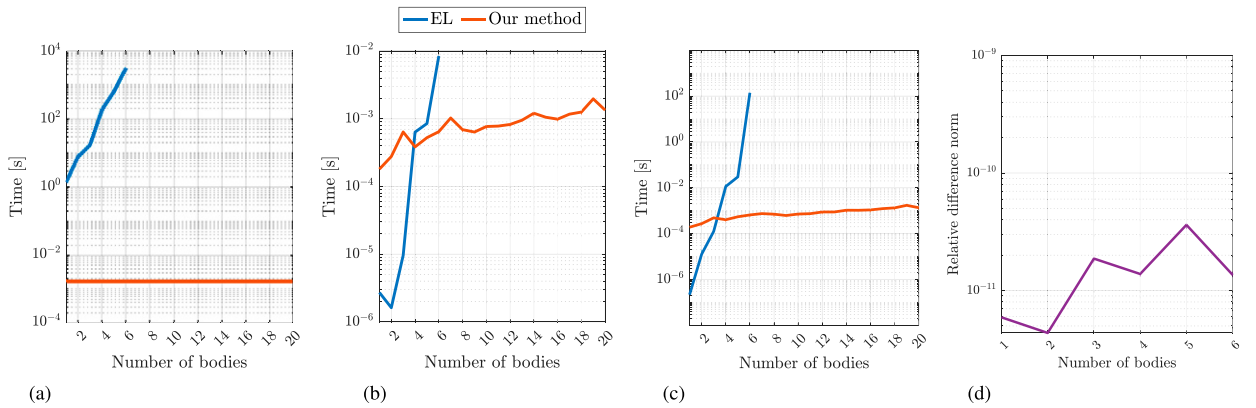 EL Our method
10^4
10^2
10^0
10^-2
10^-4
Time [s]
2 4 6 8 10 12 14 16 18 20
Number of bodies
(a)
10^-2
10^-3
10^-4
10^-5
10^-6
Time [s]
2 4 6 8 10 12 14 16 18 20
Number of bodies
(b)
10^2
10^0
10^-2
10^-4
10^-6
Time [s]
2 4 6 8 10 12 14 16 18 20
Number of bodies
(c)
10^-9
10^-10
10^-11
Relative difference norm
1 2 3 4 5 6
Number of bodies
(d)